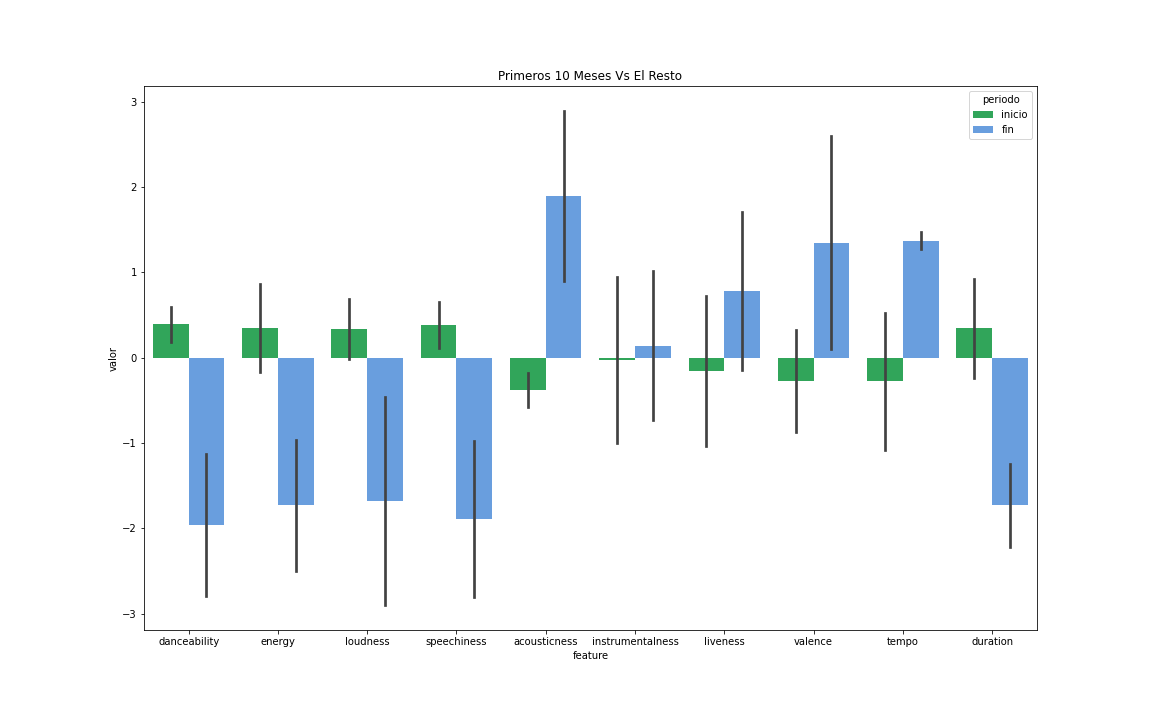 Primeros 10 Meses Vs El Resto
periodo
inicio
fin
3
2
1
0
−1
−2
−3
valor
danceability energy loudness speechiness acousticness instrumentalness liveness valence tempo duration
feature